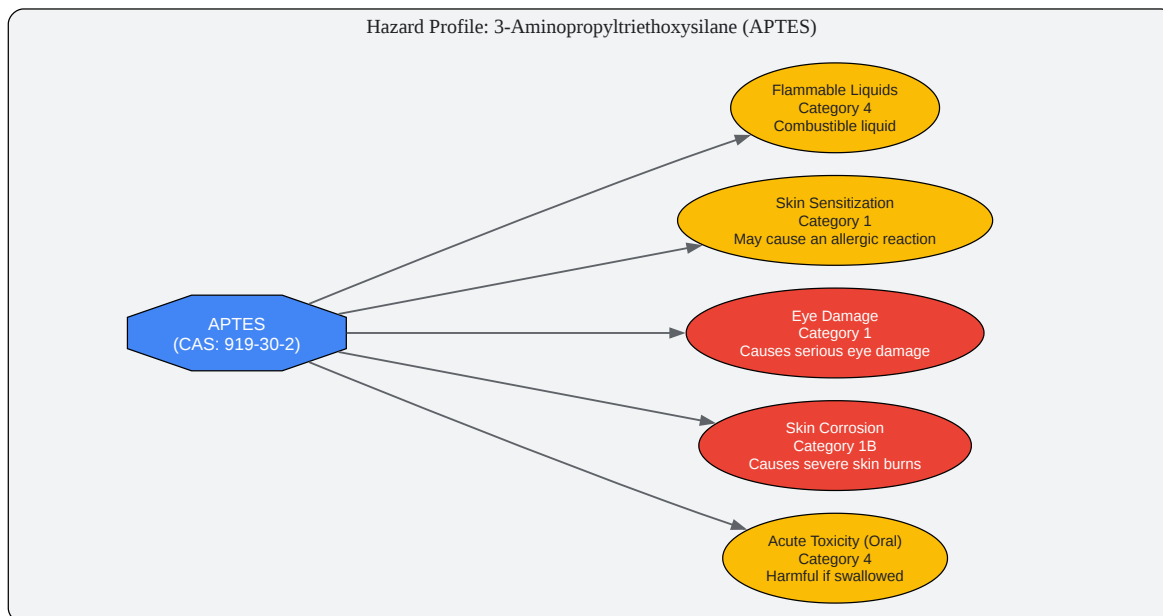 Hazard Profile: 3-Aminopropyltriethoxysilane (APTES)
Flammable Liquids
Category 4
Combustible liquid
Skin Sensitization
Category 1
May cause an allergic reaction
APTES
(CAS: 919-30-2)
Eye Damage
Category 1
Causes serious eye damage
Skin Corrosion
Category 1B
Causes severe skin burns
Acute Toxicity (Oral)
Category 4
Harmful if swallowed